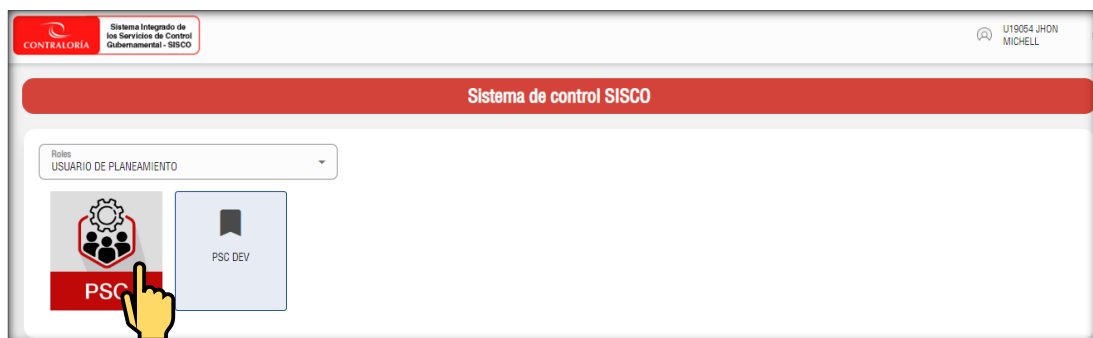 CONTRALORÍA
Sistema Integrado de
los Servicios de Control
Gubernamental - SISCO
U19054 JHON
MICHELL
Sistema de control SISCO
Roles
USUARIO DE PLANEAMIENTO
PSC DEV
PSC